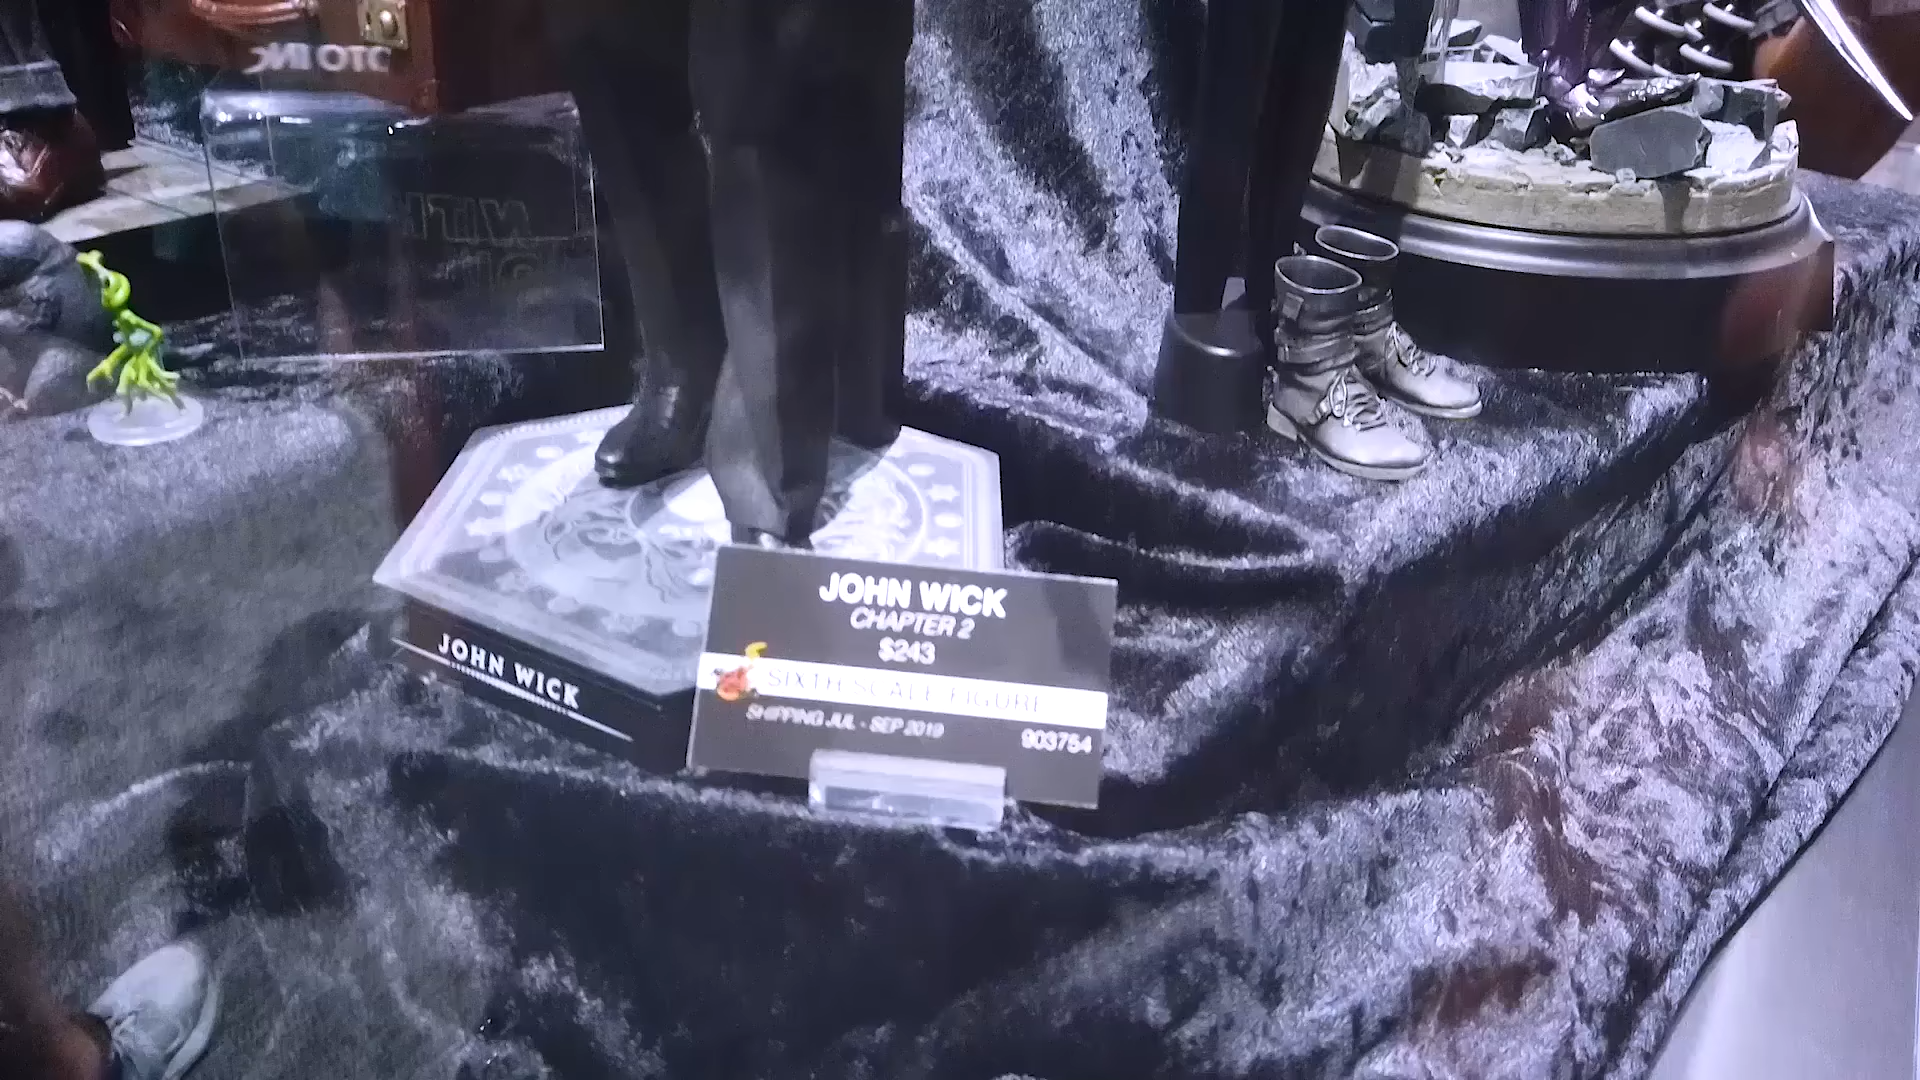 JOHN WICK
JOHN WICK
CHAPTER 2
$243
SIXTH SCALE FIGURE
SHIPPING JUL - SEP 2019
903754